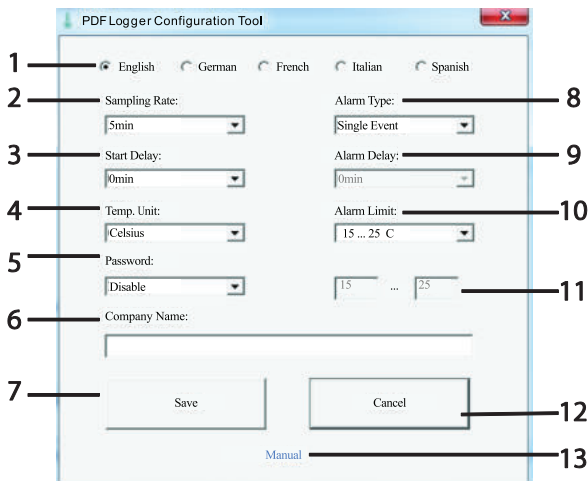 PDF Logger Configuration Tool
1 English German French Italian Spanish
2 Sampling Rate: Alarm Type: 8
5min Single Event
3 Start Delay: Alarm Delay: 9
0min 0min
4 Temp. Unit: Alarm Limit: 10
Celsius 15 ... 25 C
5 Password:
Disable 15 ... 25 11
6 Company Name:
7 Save Cancel 12
Manual 13